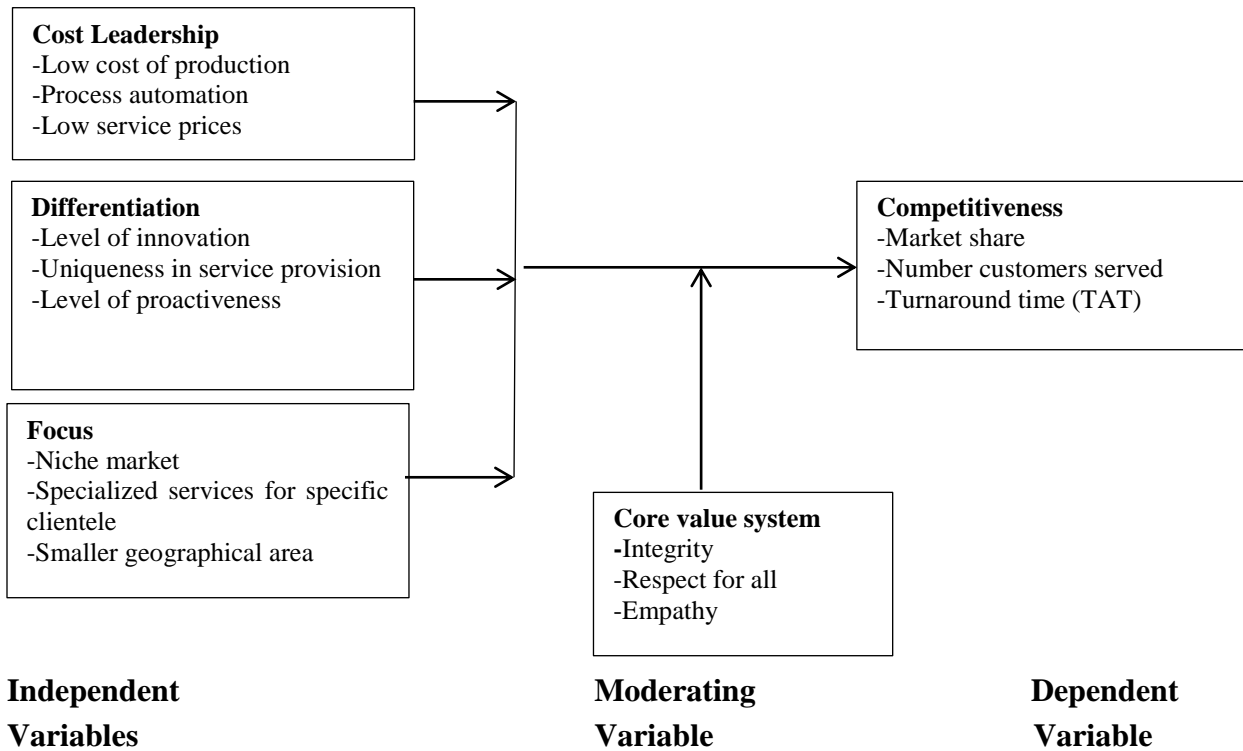 Cost Leadership
-Low cost of production
-Process automation
-Low service prices
Differentiation
-Level of innovation
-Uniqueness in service provision
-Level of proactiveness
Focus
-Niche market
-Specialized services for specific
clientele
-Smaller geographical area
Competitiveness
-Market share
-Number customers served
-Turnaround time (TAT)
Core value system
-Integrity
-Respect for all
-Empathy
Independent
Variables
Moderating
Variable
Dependent
Variable